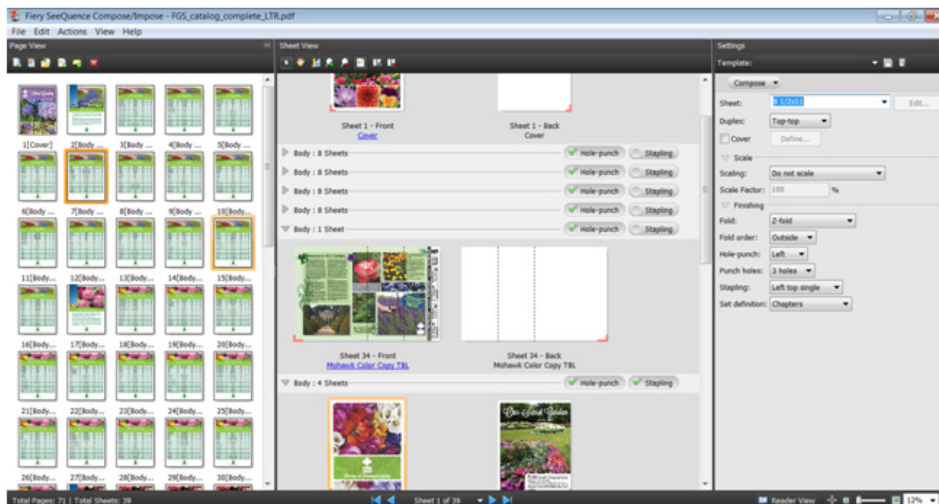 Fiery SeeQuence Compose/Impose - FGS_catalog_complete_LTR.pdf
File Edit Actions View Help
Page View
1[Cover] 2[Body ... 3[Body ... 4[Body ... 5[Body...
6[Body ... 7[Body ... 8[Body ... 9[Body ... 10[Body...
11[Body... 12[Body... 13[Body... 14[Body... 15[Body...
16[Body... 17[Body... 18[Body... 19[Body... 20[Body...
21[Body... 22[Body... 23[Body... 24[Body... 25[Body...
26[Body... 27[Body... 28[Body... 29[Body... 30[Body...
Sheet View
Sheet 1 - Front
Cover
Sheet 1 - Back
Cover
Body : 8 Sheets Hole-punch Stapling
Body : 8 Sheets Hole-punch Stapling
Body : 8 Sheets Hole-punch Stapling
Body : 8 Sheets Hole-punch Stapling
Body : 1 Sheet Hole-punch Stapling
Sheet 34 - Front
Mohawk Color Copy TBL
Sheet 34 - Back
Mohawk Color Copy TBL
Body : 4 Sheets Hole-punch Stapling
Settings
Template:
Compose
Sheet: 8 1/2x11 Edit...
Duplex: Top-top
Cover Define...
Scale
Scaling: Do not scale
Scale Factor: 100 %
Finishing
Fold: Z-fold
Fold order: Outside
Hole-punch: Left
Punch holes: 3 holes
Stapling: Left top single
Set definition: Chapters
Total Pages: 71 | Total Sheets: 39
Sheet 1 of 39
Reader View
12%